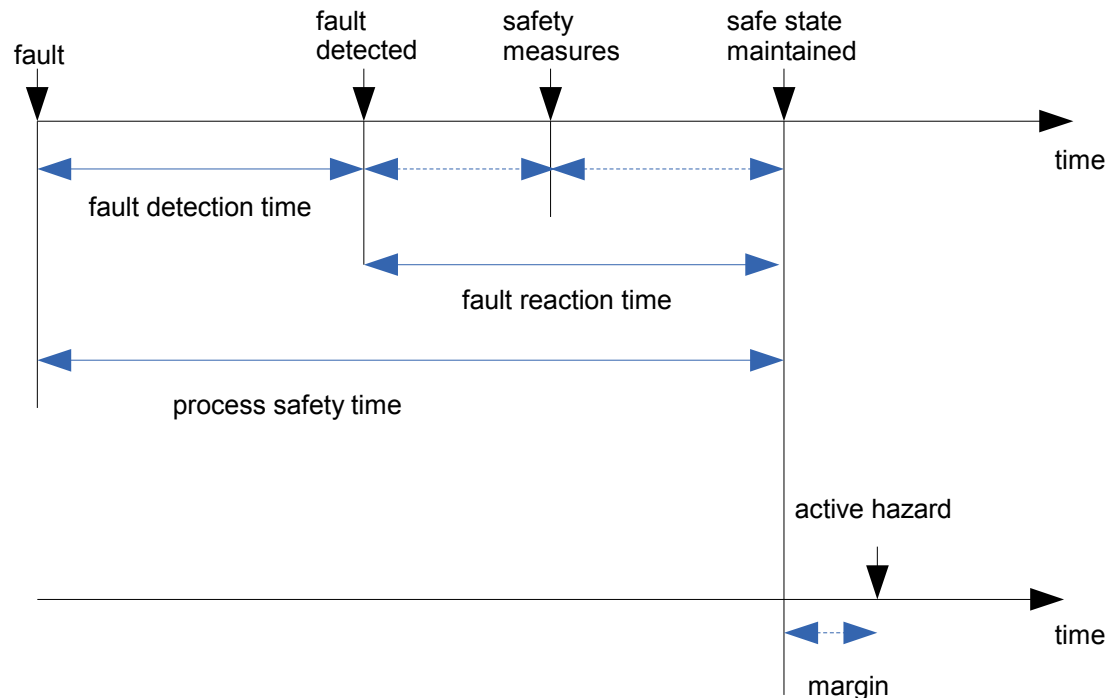 fault
fault
detected
safety
measures
safe state
maintained
time
fault detection time
fault reaction time
process safety time
active hazard
time
margin